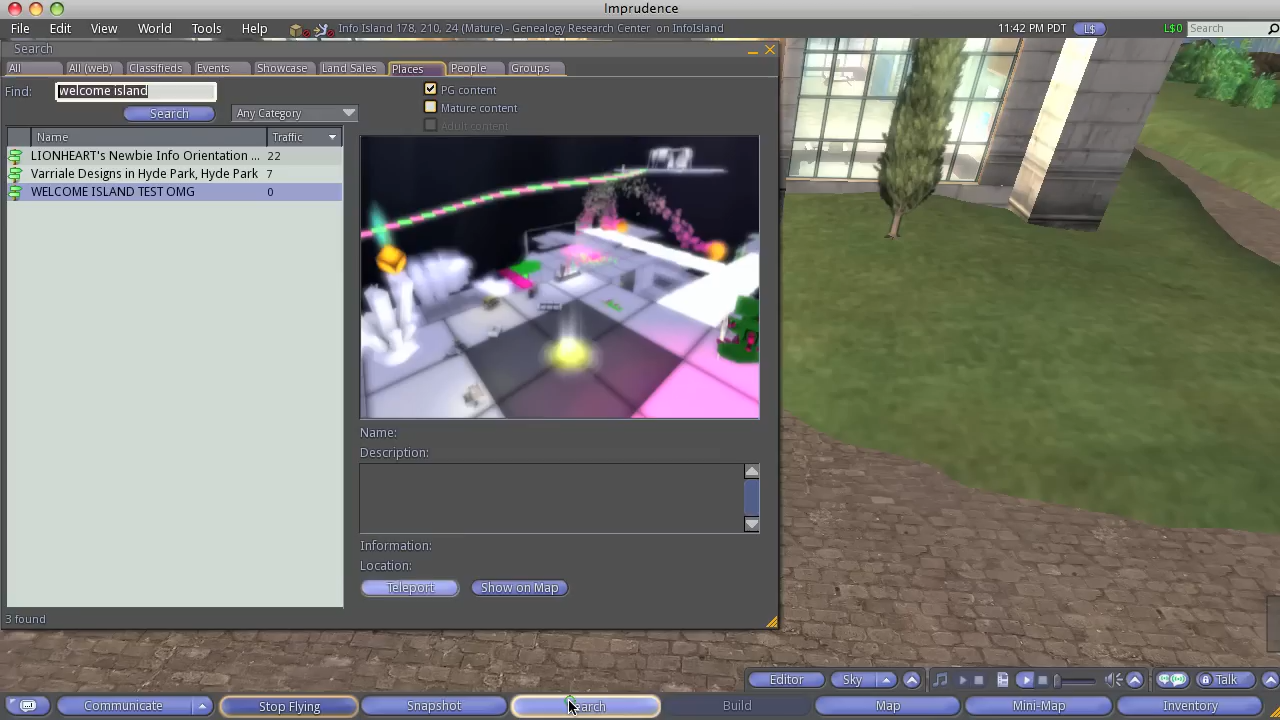 Imprudence
File Edit View World Tools Help Info Island 178, 210, 24 (Mature) - Genealogy Research Center on InfoIsland 11:42 PM PDT L$ L$0 Search
Search
All All (web) Classifieds Events Showcase Land Sales Places People Groups
Find: welcome island
PG content
Search Any Category
Mature content
Adult content
Name Traffic
LIONHEART's Newbie Info Orientation ... 22
Varriale Designs in Hyde Park, Hyde Park 7
WELCOME ISLAND TEST OMG 0
Name:
Description:
Information:
Location:
Teleport Show on Map
3 found
Editor Sky Talk
Communicate Stop Flying Snapshot Search Build Map Mini-Map Inventory